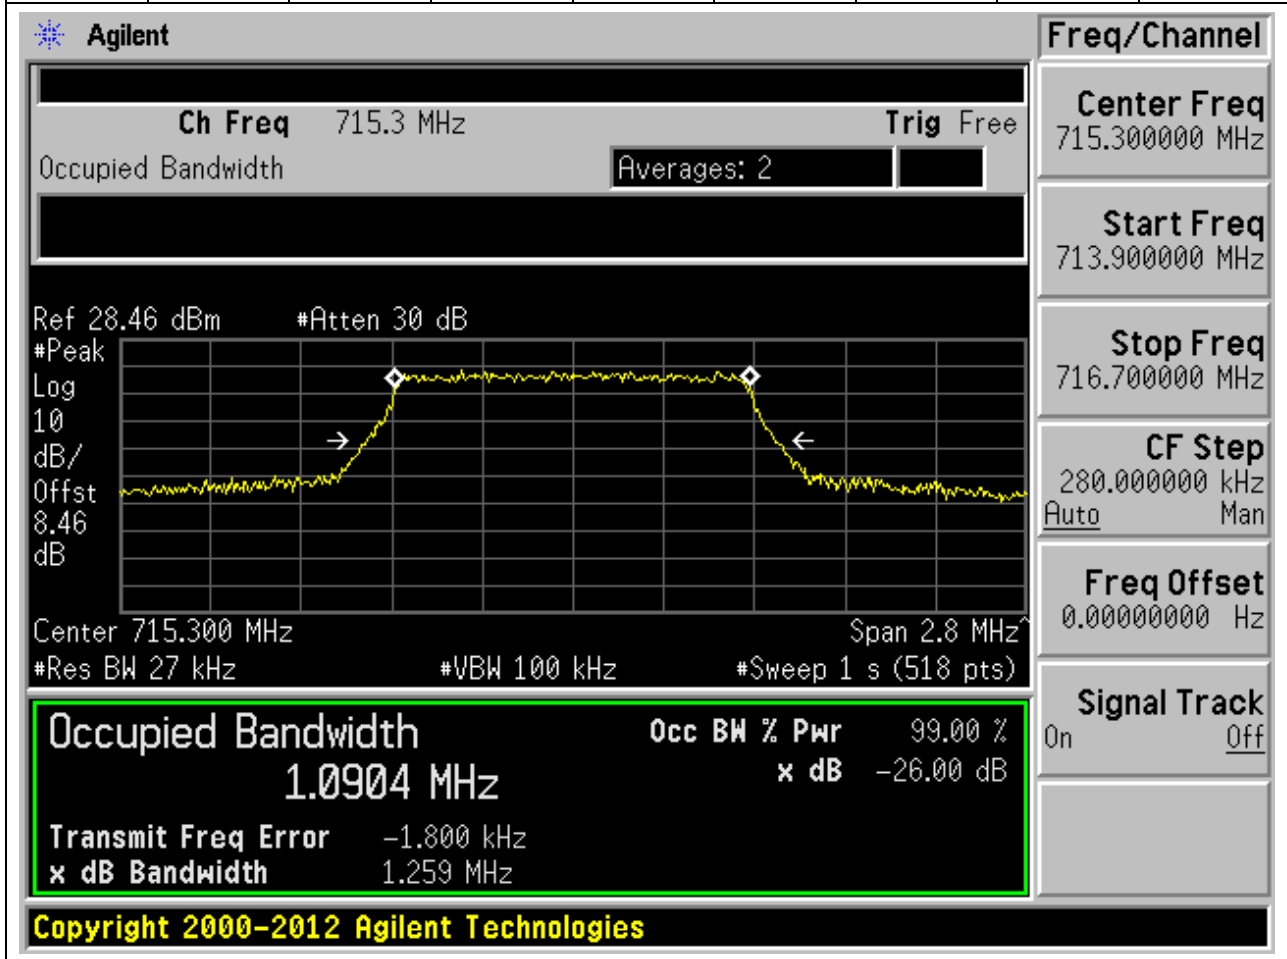 Agilent
Freq/Channel
Ch Freq 715.3 MHz Trig Free
Occupied Bandwidth Averages: 2
Center Freq
715.300000 MHz
Start Freq
713.900000 MHz
Stop Freq
716.700000 MHz
CF Step
280.000000 kHz
Auto Man
Freq Offset
0.00000000 Hz
Signal Track
On Off
Ref 28.46 dBm #Atten 30 dB
#Peak
Log
10
dB/
Offst
8.46
dB
Center 715.300 MHz Span 2.8 MHz^
#Res BW 27 kHz #VBW 100 kHz #Sweep 1 s (518 pts)
Occupied Bandwidth Occ BW % Pwr 99.00 %
1.0904 MHz x dB -26.00 dB
Transmit Freq Error -1.800 kHz
x dB Bandwidth 1.259 MHz
Copyright 2000-2012 Agilent Technologies